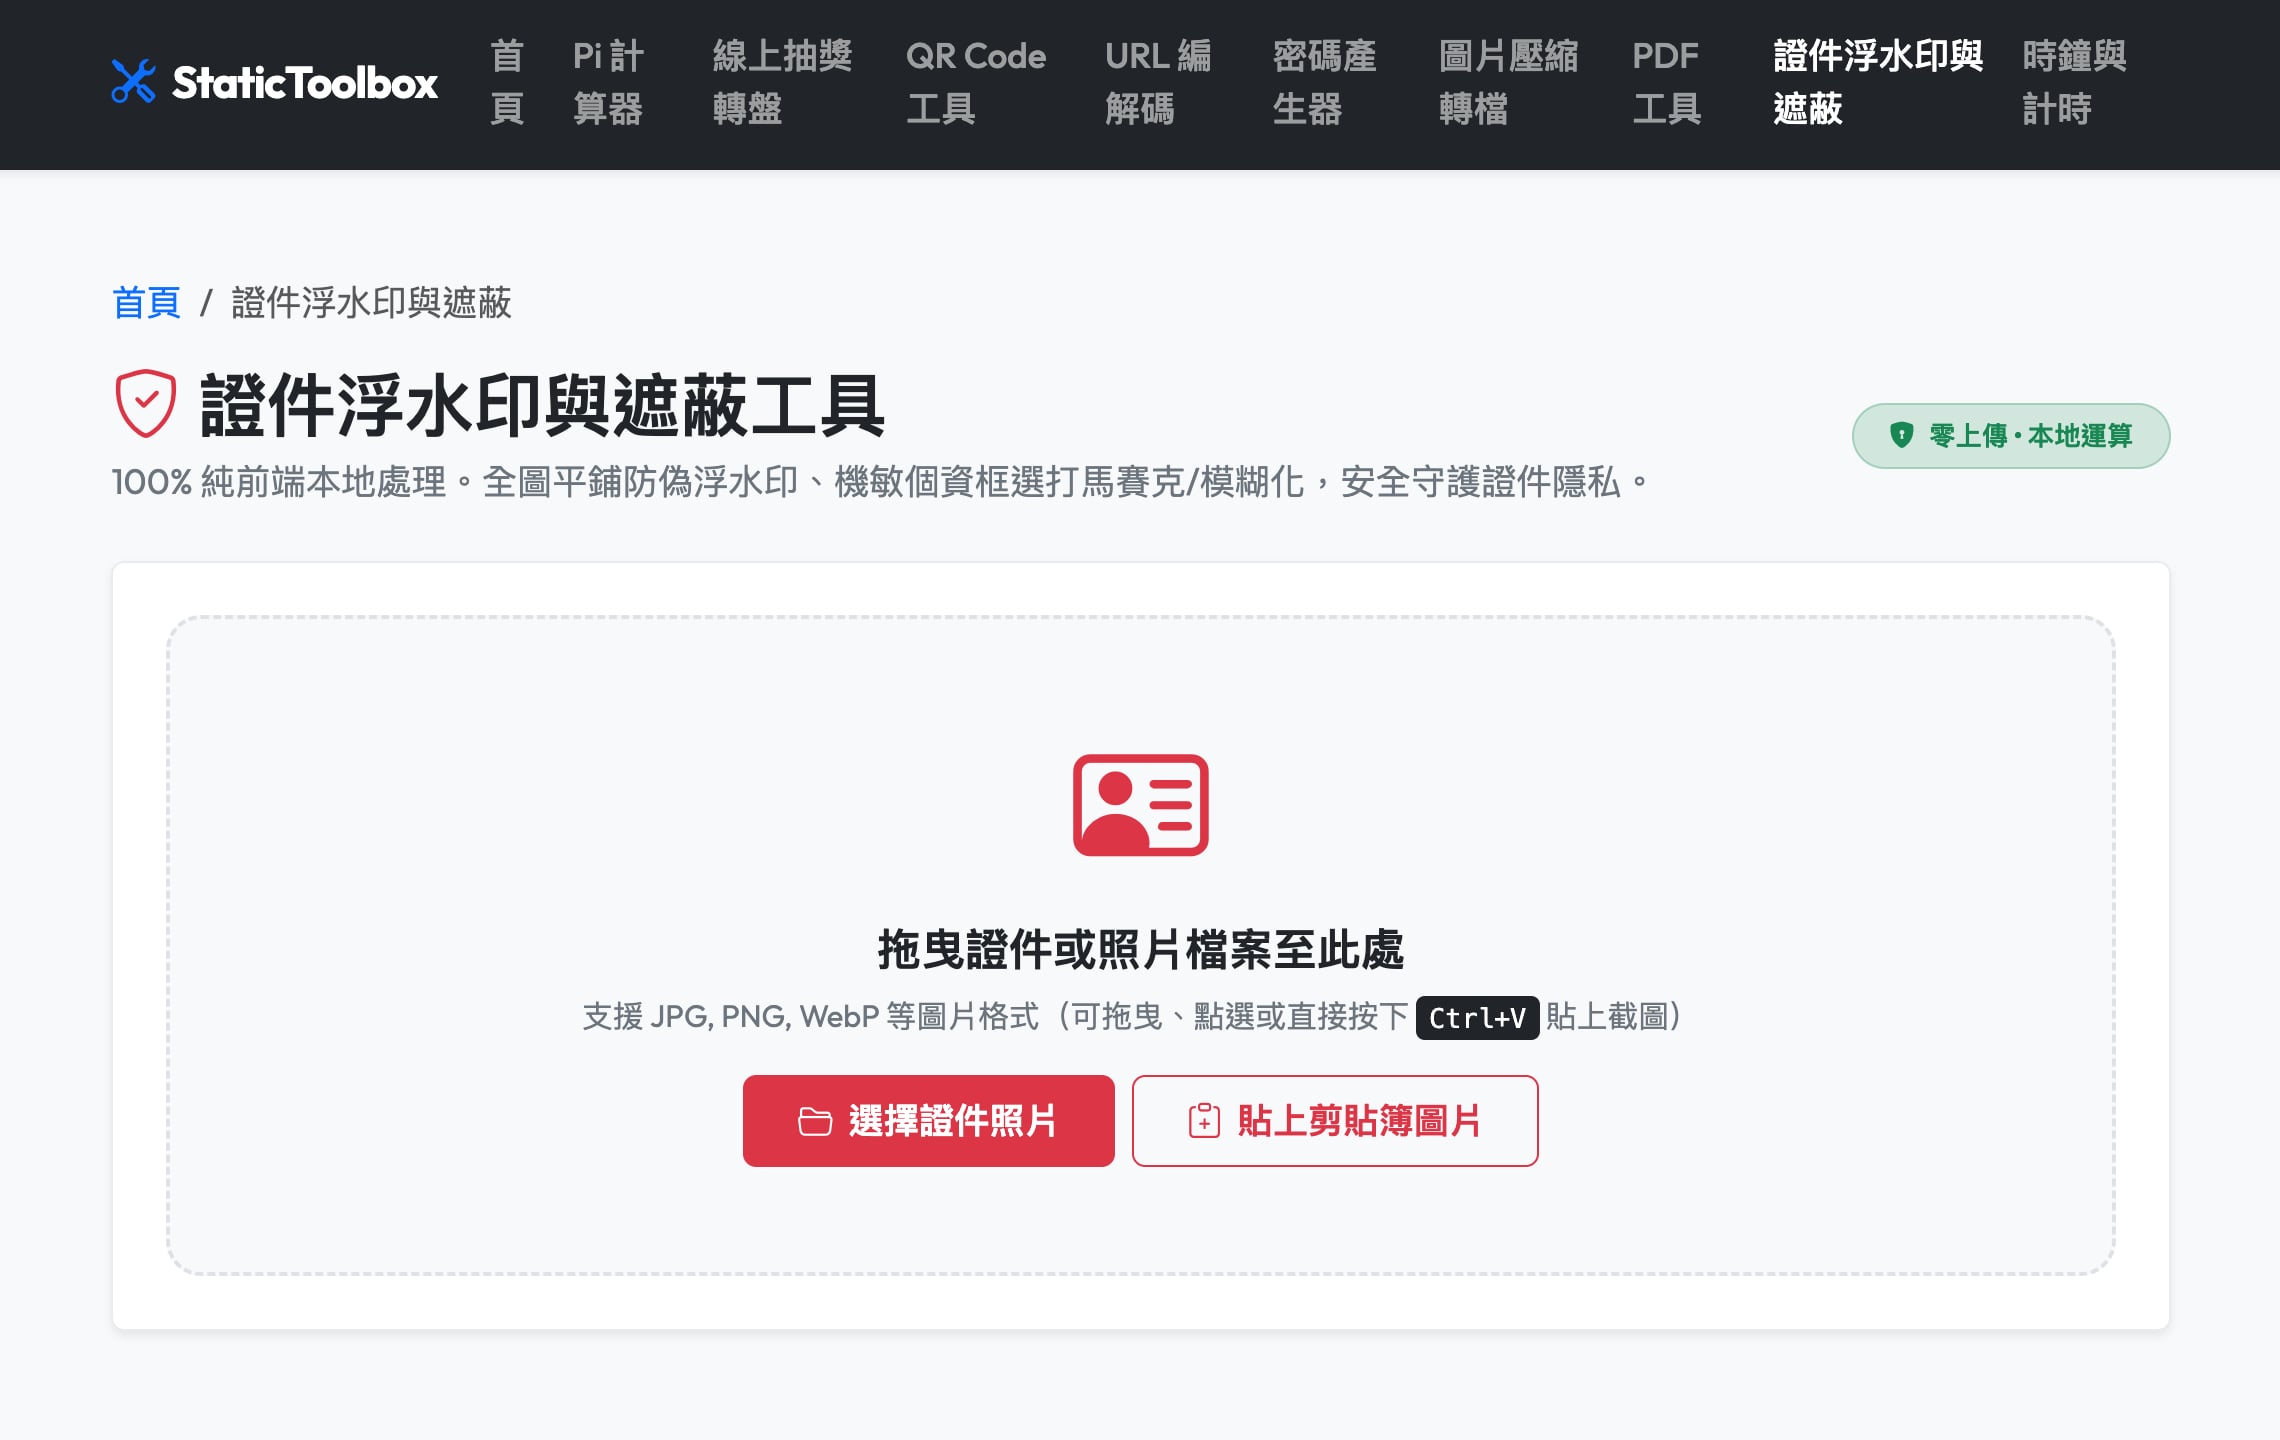 StaticToolbox
首頁
Pi 計算器
線上抽獎轉盤
QR Code 工具
URL 編解碼
密碼產生器
圖片壓縮轉檔
PDF 工具
證件浮水印與遮蔽
時鐘與計時
首頁 / 證件浮水印與遮蔽
證件浮水印與遮蔽工具
100% 純前端本地處理。全圖平鋪防偽浮水印、機敏個資框選打馬賽克/模糊化，安全守護證件隱私。
零上傳・本地運算
拖曳證件或照片檔案至此處
支援 JPG, PNG, WebP 等圖片格式（可拖曳、點選或直接按下 Ctrl+V 貼上截圖）
選擇證件照片
貼上剪貼簿圖片